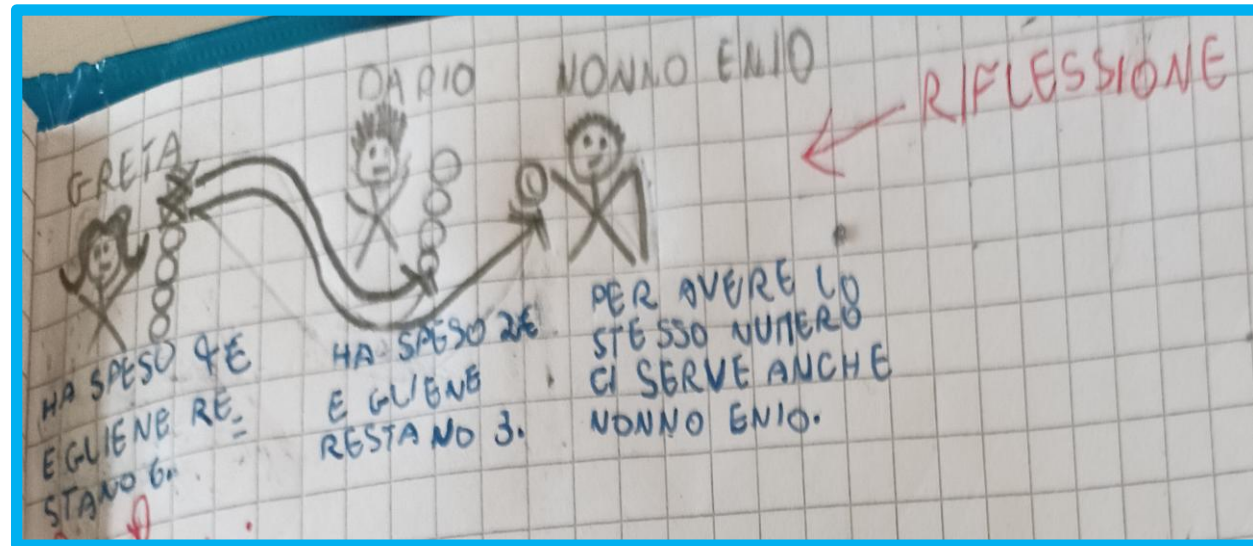 GRETA
DARIO
NONNO ENIO
RIFLESSIONE
HA SPESO 4€
E GLIENE RE_
STANO 6.
HA SPESO 2€
E GLIENE
RESTANO 3.
PER AVERE LO
STESSO NUMERO
CI SERVE ANCHE
NONNO ENIO.